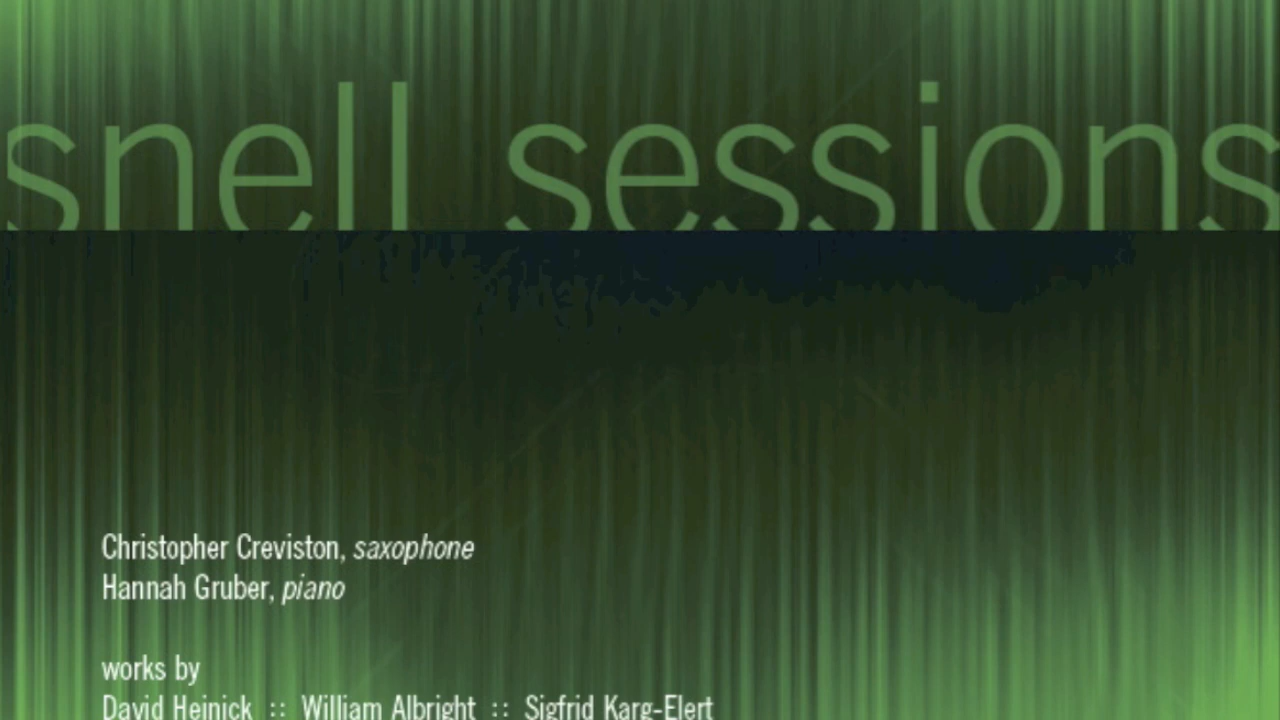 snell sessions
Christopher Creviston, saxophone
Hannah Gruber, piano
works by
David Heinick :: William Albright :: Sigfrid Karg-Elert